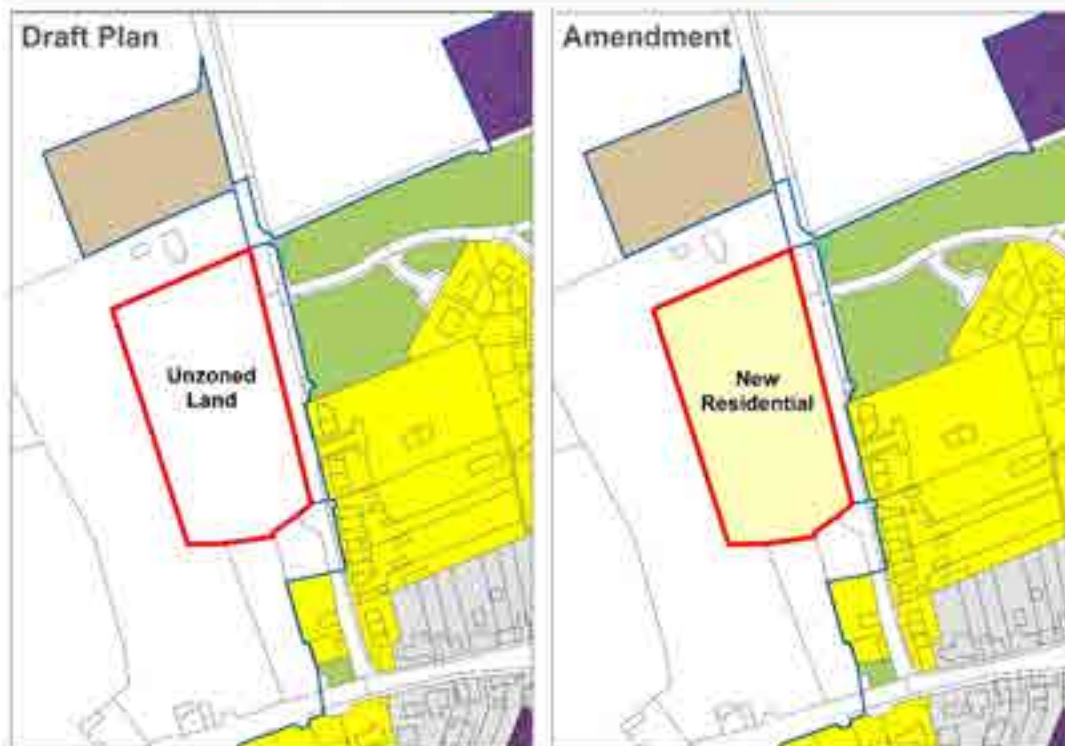 Draft Plan
Unzoned
Land
Amendment
New
Residential